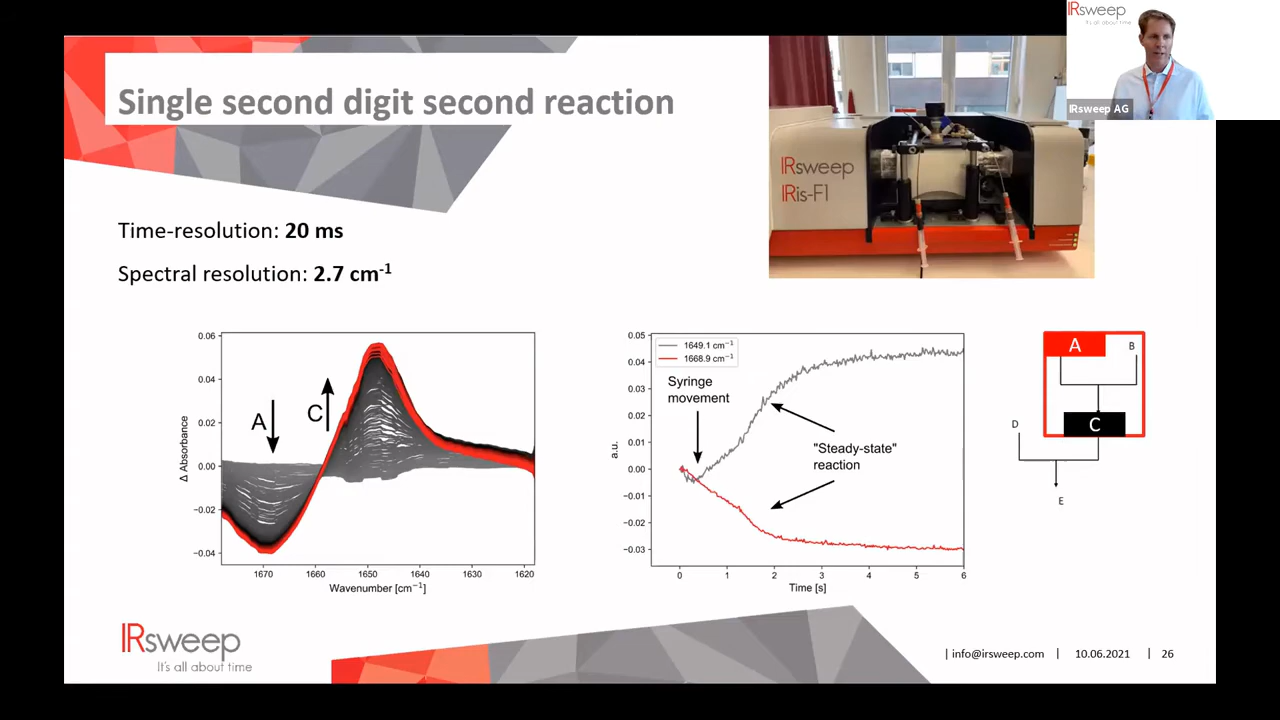 IRsweep
It's all about time
IRsweep AG
Single second digit second reaction
IRsweep
IRis-F1
Time-resolution: 20 ms
Spectral resolution: 2.7 cm⁻¹
0.06
0.04
0.02
0.00
−0.02
−0.04
Δ Absorbance
A
C
1670
1660
1650
1640
1630
1620
Wavenumber [cm⁻¹]
0.05
0.04
0.03
0.02
0.01
0.00
−0.01
−0.02
−0.03
a.u.
1649.1 cm⁻¹
1668.9 cm⁻¹
Syringe
movement
"Steady-state"
reaction
0
1
2
3
4
5
6
Time [s]
A
B
C
D
E
IRsweep
It's all about time
| info@irsweep.com | 10.06.2021 | 26